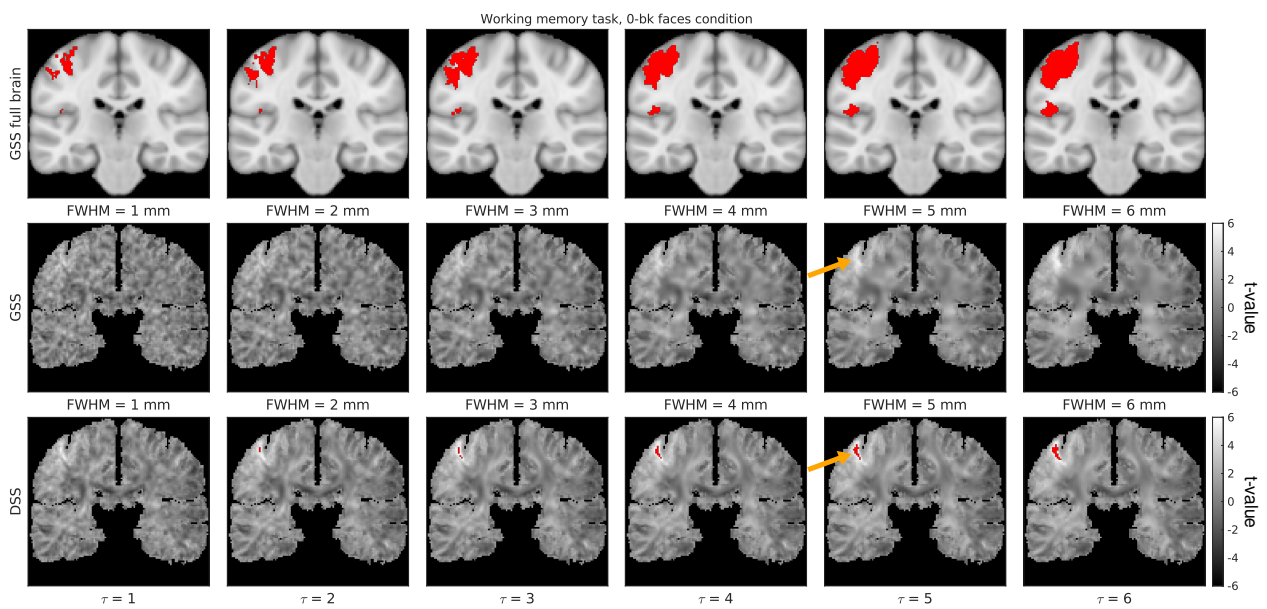 Working memory task, 0-bk faces condition
GSS full brain
FWHM = 1 mm FWHM = 2 mm FWHM = 3 mm FWHM = 4 mm FWHM = 5 mm FWHM = 6 mm
GSS
6
4
2
0
-2
-4
-6
t-value
FWHM = 1 mm FWHM = 2 mm FWHM = 3 mm FWHM = 4 mm FWHM = 5 mm FWHM = 6 mm
DSS
6
4
2
0
-2
-4
-6
t-value
τ = 1 τ = 2 τ = 3 τ = 4 τ = 5 τ = 6